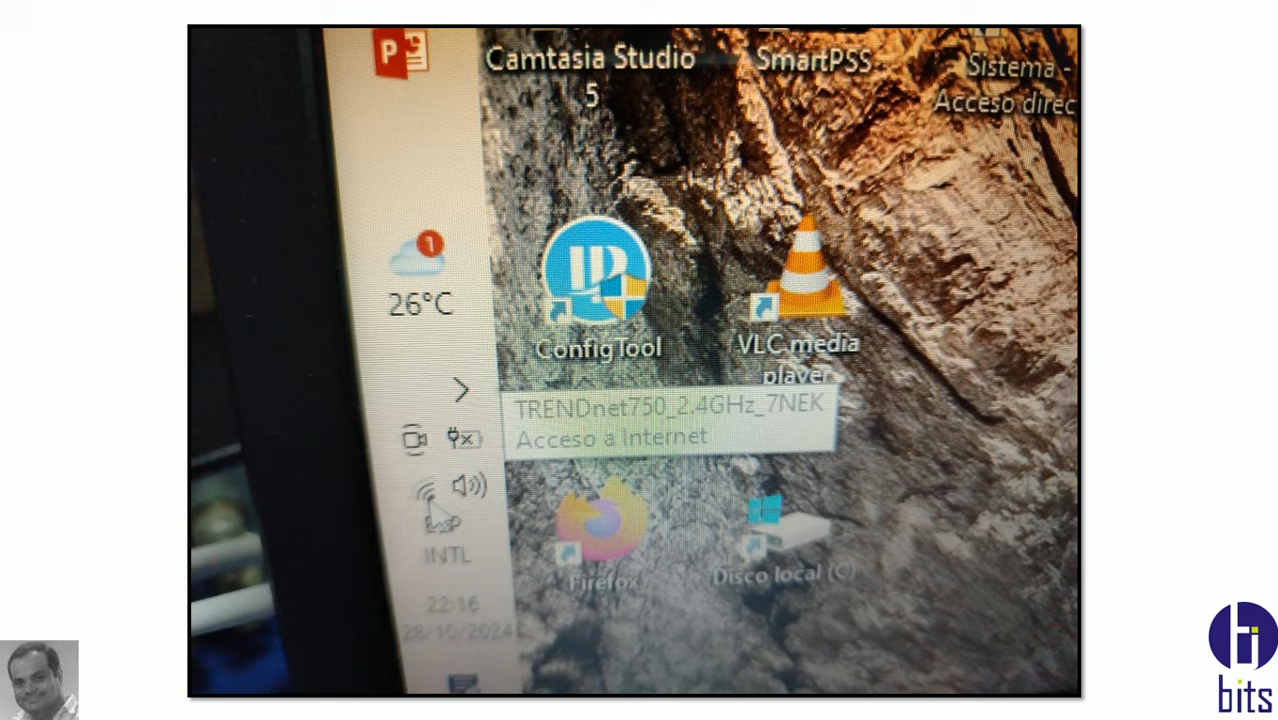 Camtasia Studio
5
SmartPSS
Sistema -
Acceso direc
1
26°C
ConfigTool
VLC media
player
TRENDnet750_2.4GHz_7NEK
Acceso a Internet
INTL
Firefox
Disco local (C)
22:16
28/10/2024
bits